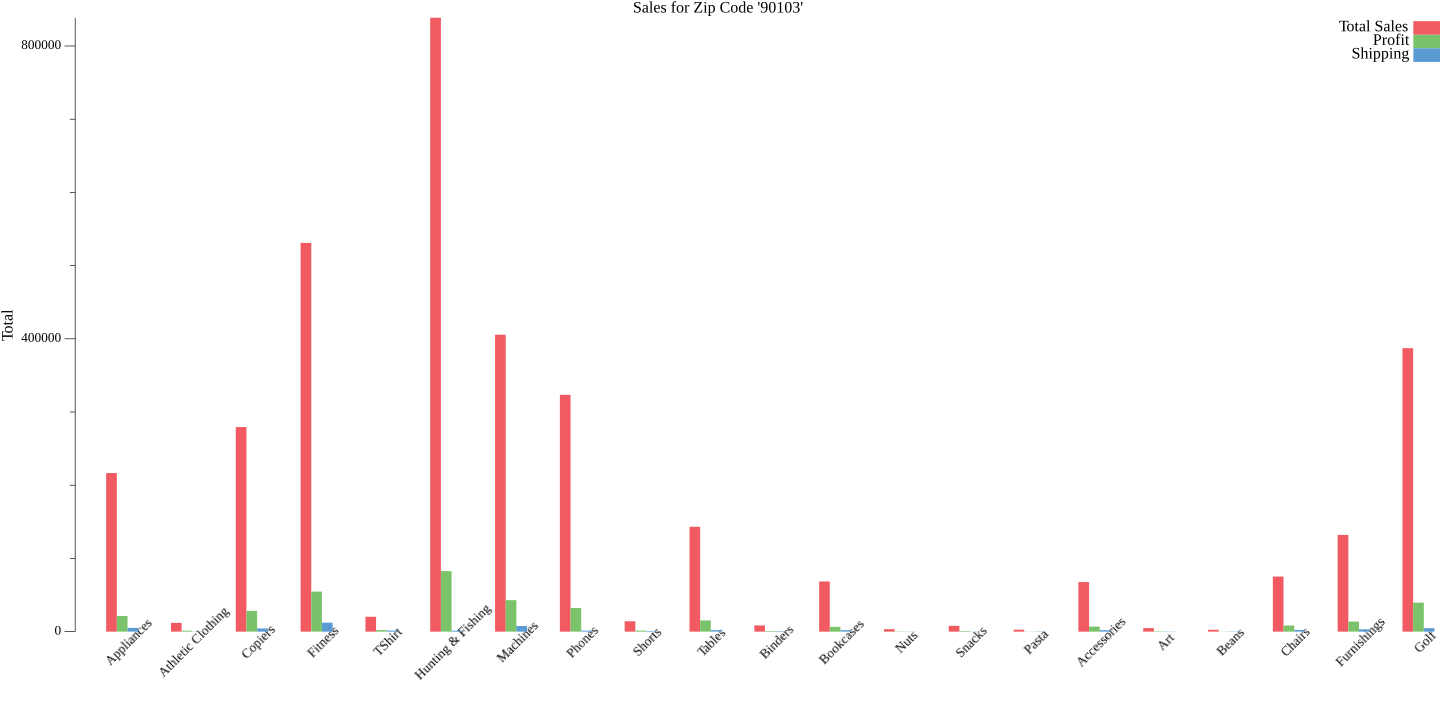 Sales for Zip Code '90103'
Total Sales
Profit
Shipping
800000
400000
0
Total
Appliances
Athletic Clothing
Copiers
Fitness
TShirt
Hunting & Fishing
Machines
Phones
Shorts
Tables
Binders
Bookcases
Nuts
Snacks
Pasta
Accessories
Art
Beans
Chairs
Furnishings
Golf